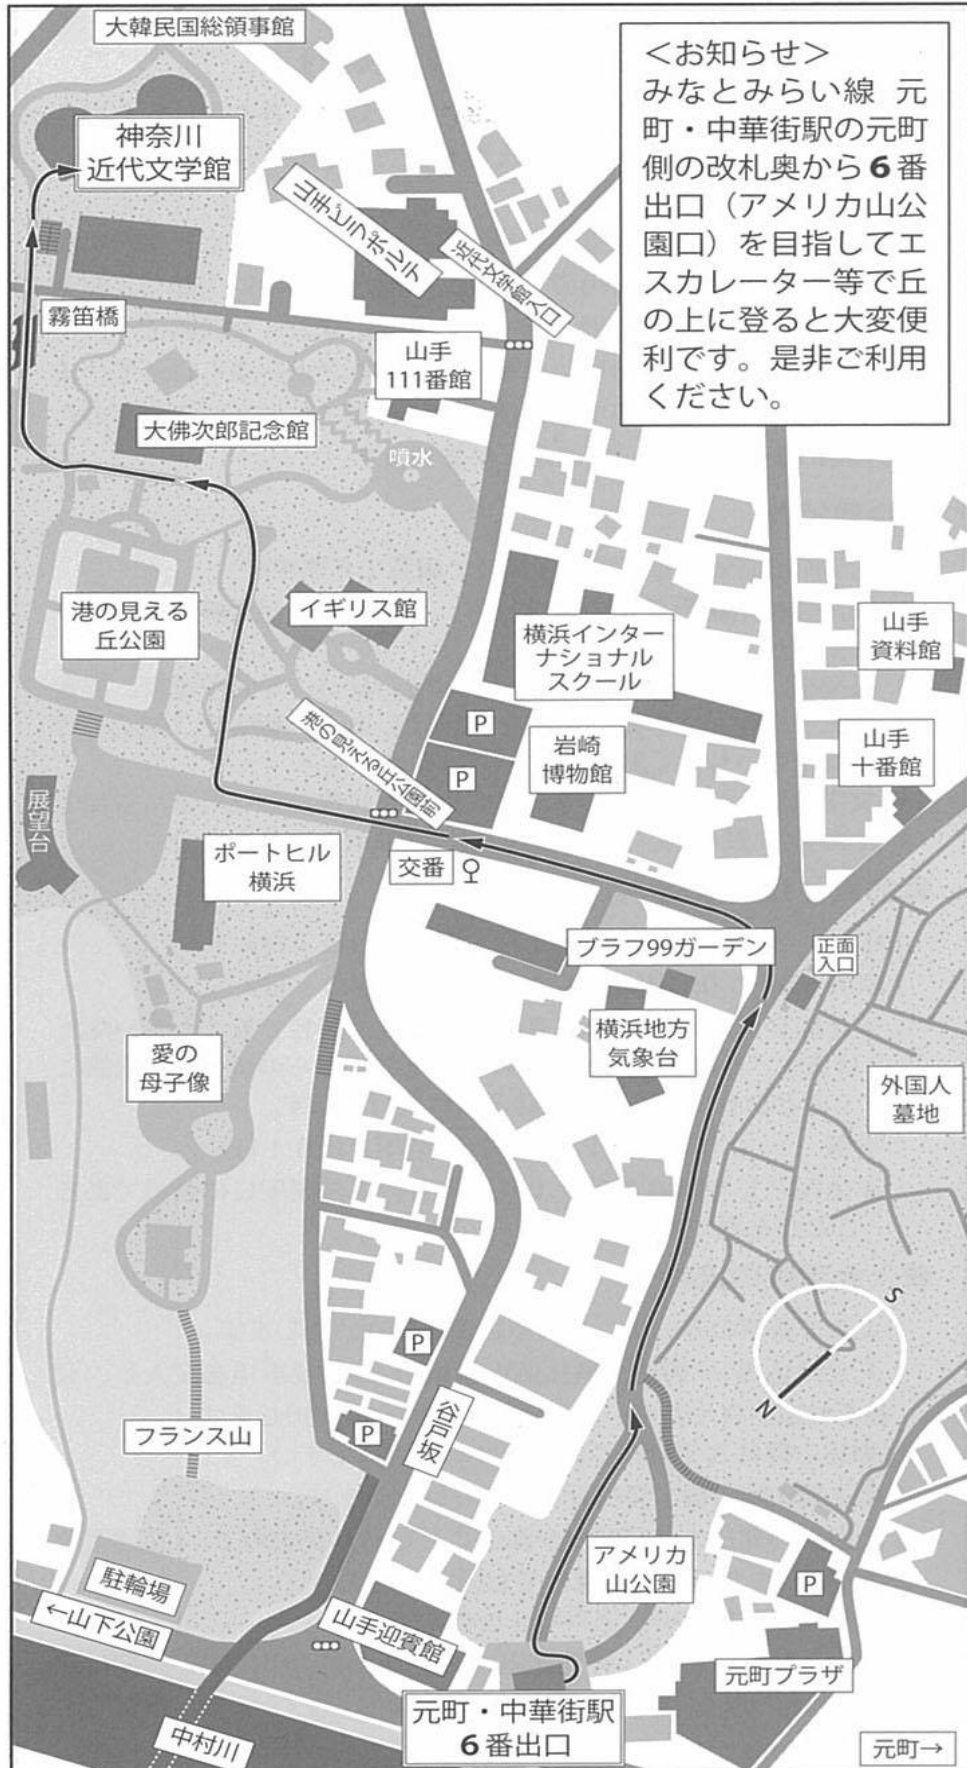 大韓民国総領事館
神奈川
近代文学館
<お知らせ>
みなとみらい線 元
町・中華街駅の元町
側の改札奥から6番
出口(アメリカ山公
園口)を目指してエ
スカレーター等で丘
の上に登ると大変便
利です。是非ご利用
ください。
山手ビラポルテ
近代文学館入口
霧笛橋
山手
111番館
大佛次郎記念館
噴水
港の見える
丘公園
イギリス館
横浜インター
ナショナル
スクール
山手
資料館
P
P
岩崎
博物館
山手
十番館
港の見える丘公園前
展望台
ポートヒル
横浜
交番
ブラフ99ガーデン
正面
入口
愛の
母子像
横浜地方
気象台
外国人
墓地
S
N
P
谷戸坂
P
フランス山
アメリカ
山公園
P
駐輪場
←山下公園
山手迎賓館
元町プラザ
元町・中華街駅
6番出口
中村川
元町→